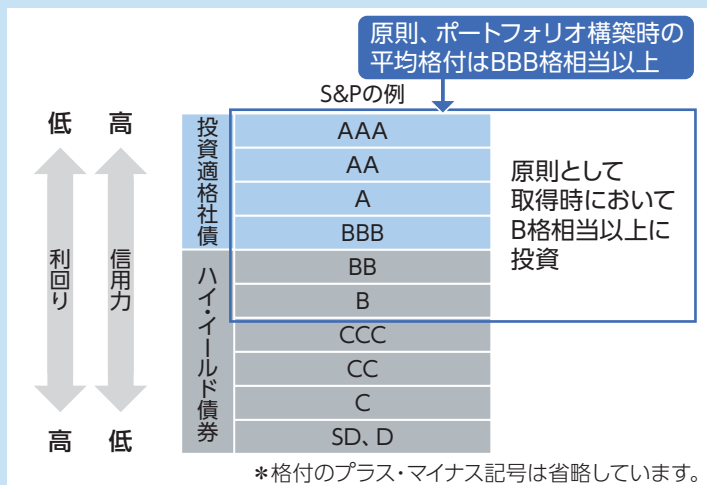 原則、ポートフォリオ構築時の
平均格付はBBB格相当以上
S&Pの例
低
高
利回り
信用力
高
低
投資適格社債
ハイ・イールド債券
AAA
AA
A
BBB
BB
B
CCC
CC
C
SD、D
原則として
取得時において
B格相当以上に
投資
＊格付のプラス・マイナス記号は省略しています。